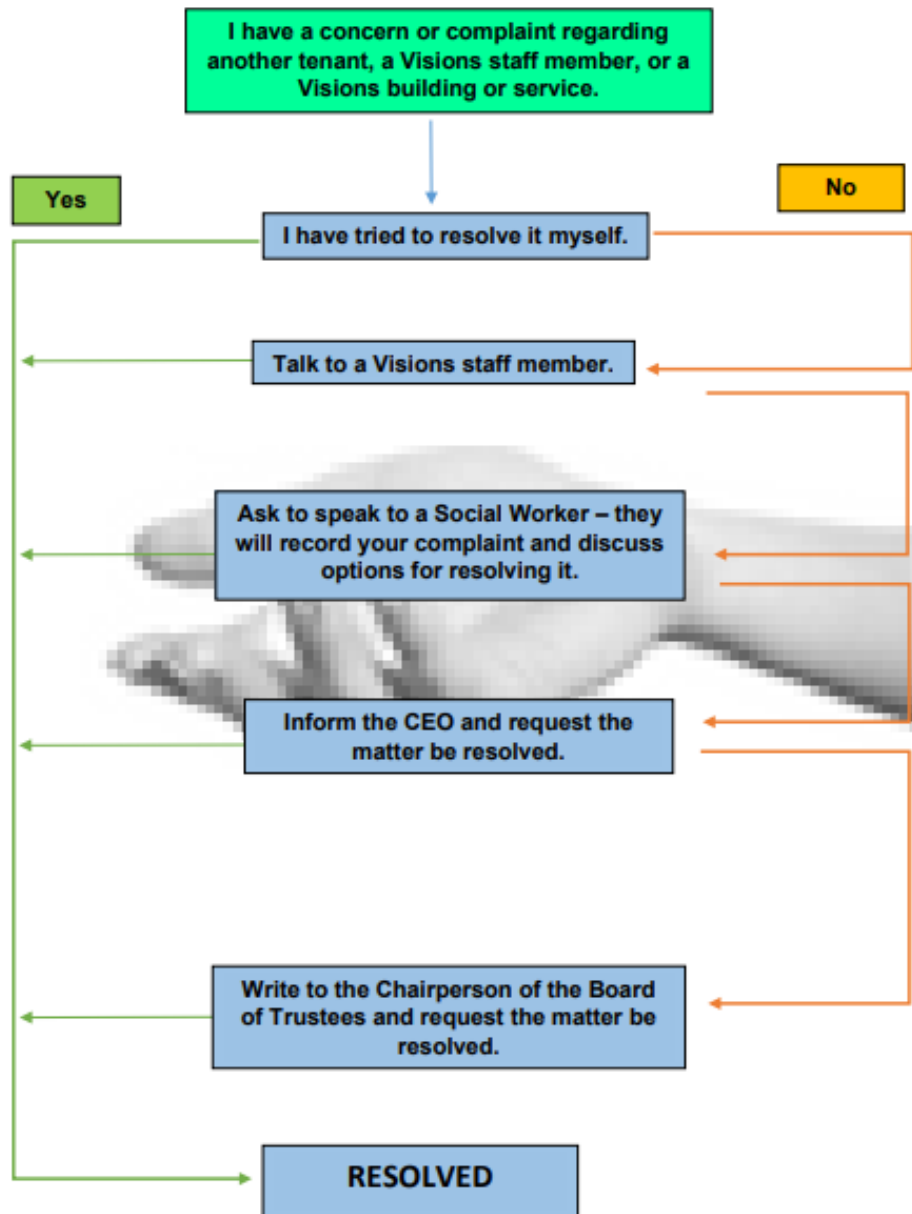 I have a concern or complaint regarding
another tenant, a Visions staff member, or a
Visions building or service.
Yes
No
I have tried to resolve it myself.
Talk to a Visions staff member.
Ask to speak to a Social Worker – they
will record your complaint and discuss
options for resolving it.
Inform the CEO and request the
matter be resolved.
Write to the Chairperson of the Board
of Trustees and request the matter be
resolved.
RESOLVED